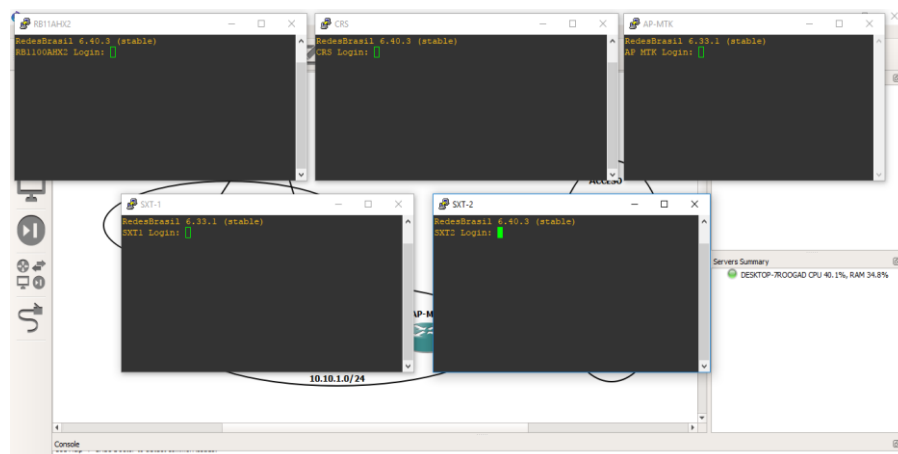 RB11AHX2
RedesBrasil 6.40.3 (stable)
RB1100AHX2 Login:
CRS
RedesBrasil 6.40.3 (stable)
CRS Login:
AP-MTK
RedesBrasil 6.33.1 (stable)
AP MTK Login:
ACCESO
SXT-1
RedesBrasil 6.33.1 (stable)
SXT1 Login:
SXT-2
RedesBrasil 6.40.3 (stable)
SXT2 Login:
Servers Summary
DESKTOP-7ROOGAD CPU 40.1%, RAM 34.8%
AP-M
10.10.1.0/24
Console